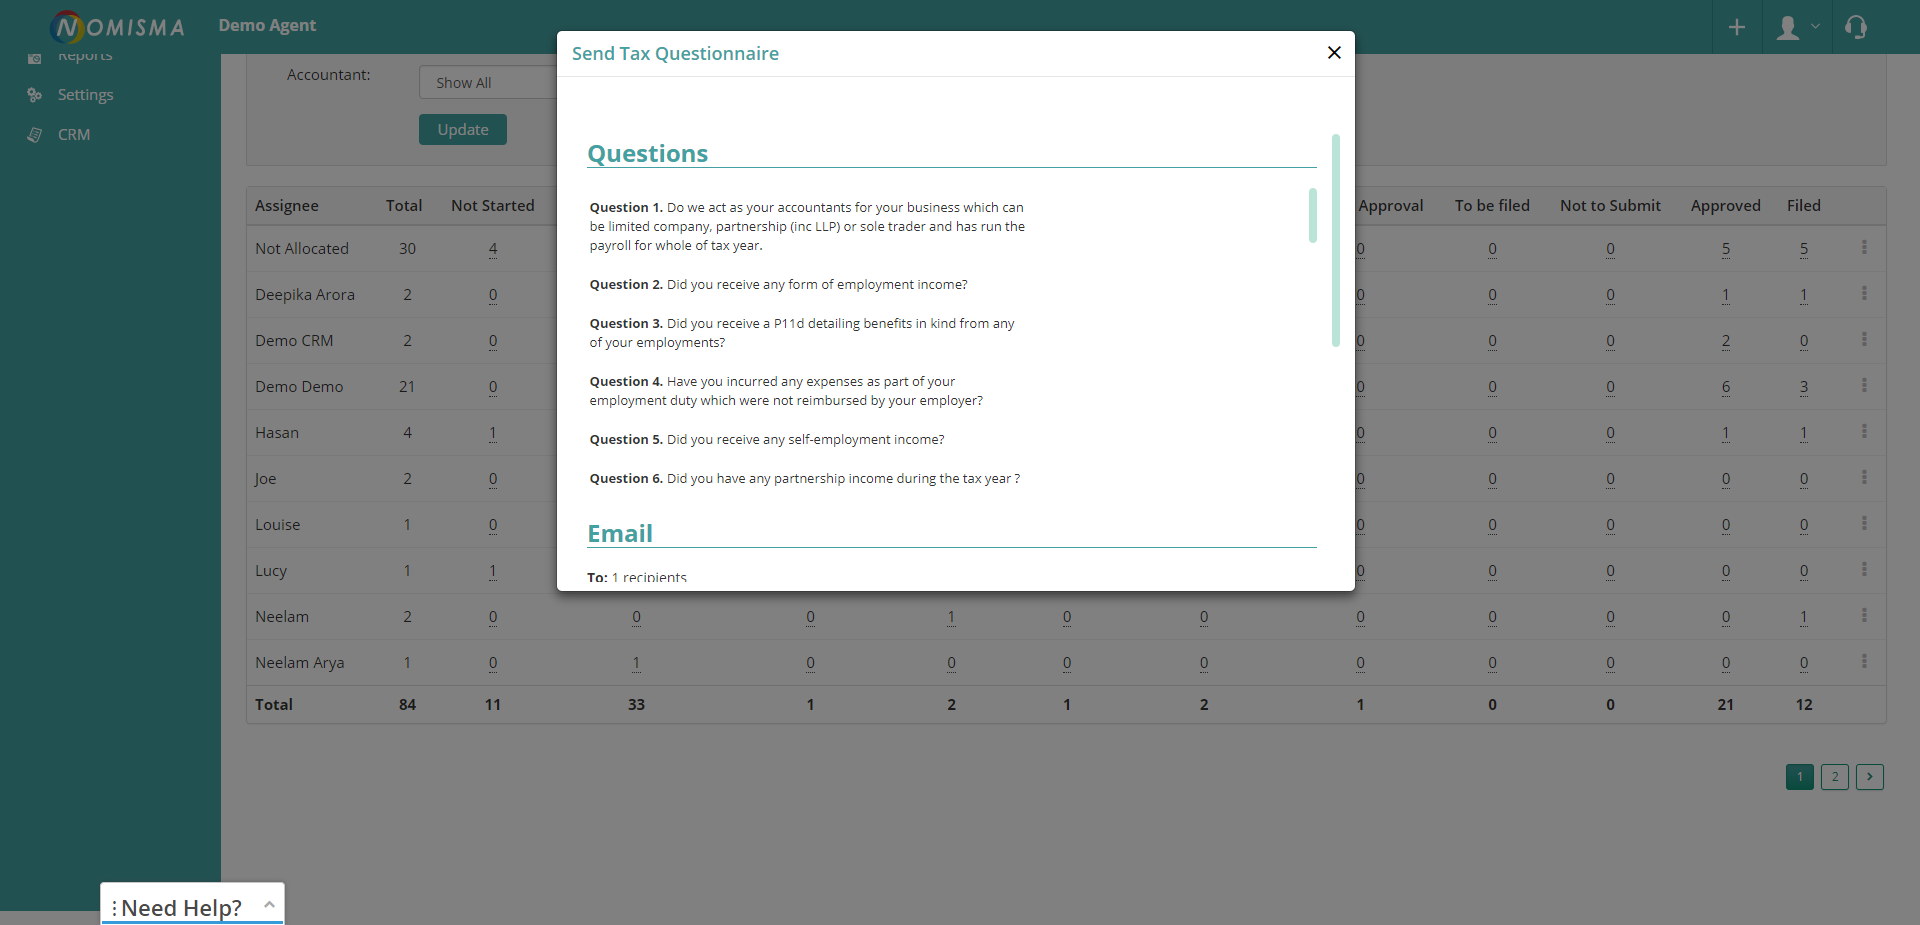 NOMISMA
Demo Agent
Reports
Settings
CRM
Accountant:
Show All
Update
Send Tax Questionnaire
Questions
Question 1. Do we act as your accountants for your business which can
be limited company, partnership (inc LLP) or sole trader and has run the
payroll for whole of tax year.
Question 2. Did you receive any form of employment income?
Question 3. Did you receive a P11d detailing benefits in kind from any
of your employments?
Question 4. Have you incurred any expenses as part of your
employment duty which were not reimbursed by your employer?
Question 5. Did you receive any self-employment income?
Question 6. Did you have any partnership income during the tax year ?
Email
To: 1 recipients
Assignee Total Not Started Approval To be filed Not to Submit Approved Filed
Not Allocated 30 4 0 0 0 5 5
Deepika Arora 2 0 0 0 0 1 1
Demo CRM 2 0 0 0 0 2 0
Demo Demo 21 0 0 0 0 6 3
Hasan 4 1 0 0 0 1 1
Joe 2 0 0 0 0 0 0
Louise 1 0 0 0 0 0 0
Lucy 1 1 0 0 0 0 0
Neelam 2 0 0 0 1 0 0 0 0 0 0 1
Neelam Arya 1 0 1 0 0 0 0 0 0 0 0 0
Total 84 11 33 1 2 1 2 1 0 0 21 12
1 2
Need Help?